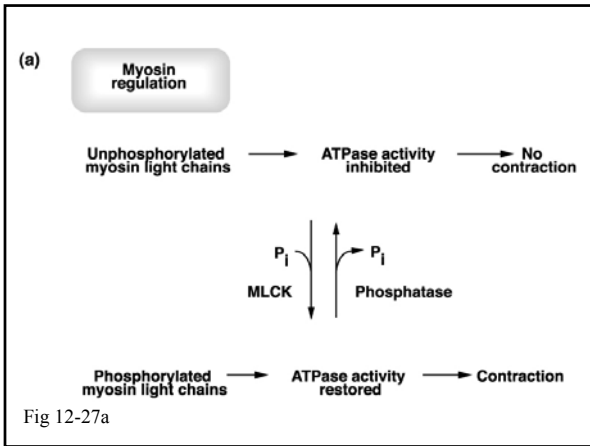 (a)
Myosin
regulation
Unphosphorylated
myosin light chains
ATPase activity
inhibited
No
contraction
Pi
Pi
MLCK
Phosphatase
Phosphorylated
myosin light chains
ATPase activity
restored
Contraction
Fig 12-27a